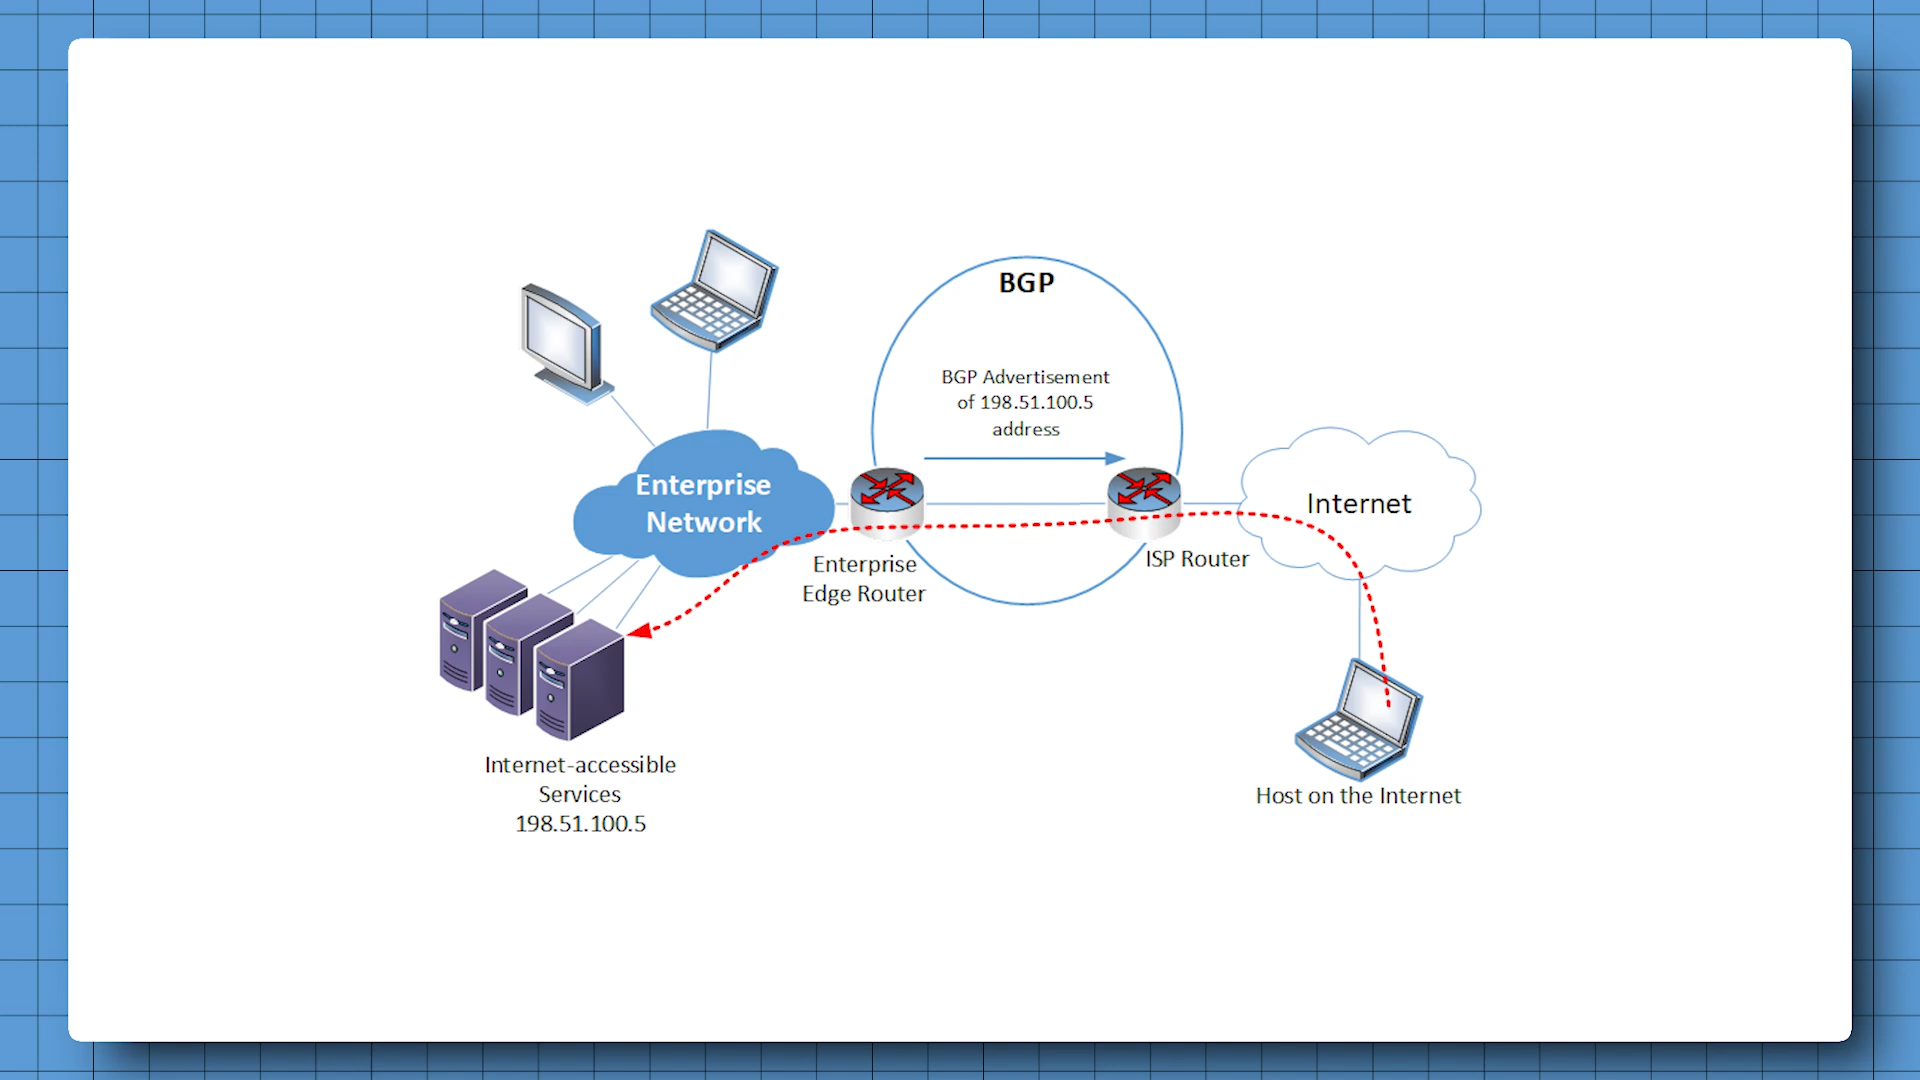 BGP
BGP Advertisement
of 198.51.100.5
address
Enterprise
Network
Internet
Enterprise
Edge Router
ISP Router
Internet-accessible
Services
198.51.100.5
Host on the Internet